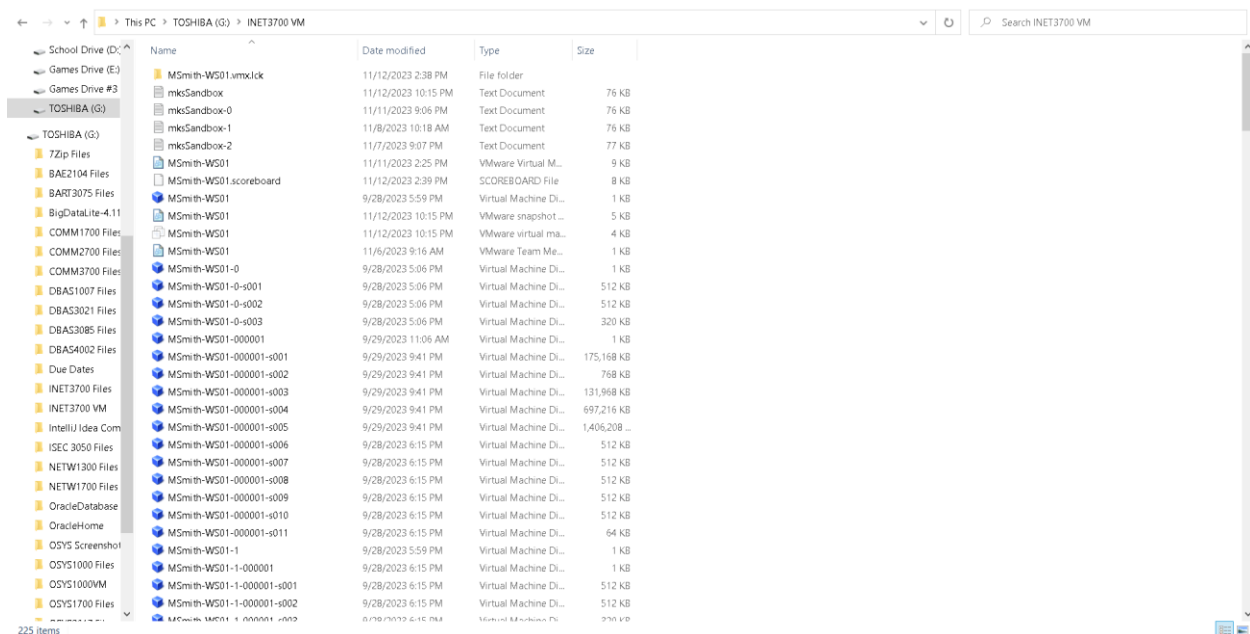 This PC > TOSHIBA (G:) > INET3700 VM
Search INET3700 VM
School Drive (D:)
Games Drive (E:)
Games Drive #3
TOSHIBA (G:)
TOSHIBA (G:)
7Zip Files
BAE2104 Files
BART3075 Files
BigDataLite-4.11
COMM1700 Files
COMM2700 Files
COMM3700 Files
DBAS1007 Files
DBAS3021 Files
DBAS3085 Files
DBAS4002 Files
Due Dates
INET3700 Files
INET3700 VM
IntelliJ Idea Com
ISEC 3050 Files
NETW1300 Files
NETW1700 Files
OracleDatabase
OracleHome
OSYS Screenshot
OSYS1000 Files
OSYS1000VM
OSYS1700 Files
Name Date modified Type Size
MSmith-WS01.vmx.lck 11/12/2023 2:38 PM File folder
mksSandbox 11/12/2023 10:15 PM Text Document 76 KB
mksSandbox-0 11/11/2023 9:06 PM Text Document 76 KB
mksSandbox-1 11/8/2023 10:18 AM Text Document 76 KB
mksSandbox-2 11/7/2023 9:07 PM Text Document 77 KB
MSmith-WS01 11/11/2023 2:25 PM VMware Virtual M... 9 KB
MSmith-WS01.scoreboard 11/12/2023 2:39 PM SCOREBOARD File 8 KB
MSmith-WS01 9/28/2023 5:59 PM Virtual Machine Di... 1 KB
MSmith-WS01 11/12/2023 10:15 PM VMware snapshot ... 5 KB
MSmith-WS01 11/12/2023 10:15 PM VMware virtual ma... 4 KB
MSmith-WS01 11/6/2023 9:16 AM VMware Team Me... 1 KB
MSmith-WS01-0 9/28/2023 5:06 PM Virtual Machine Di... 1 KB
MSmith-WS01-0-s001 9/28/2023 5:06 PM Virtual Machine Di... 512 KB
MSmith-WS01-0-s002 9/28/2023 5:06 PM Virtual Machine Di... 512 KB
MSmith-WS01-0-s003 9/28/2023 5:06 PM Virtual Machine Di... 320 KB
MSmith-WS01-000001 9/29/2023 11:06 AM Virtual Machine Di... 1 KB
MSmith-WS01-000001-s001 9/29/2023 9:41 PM Virtual Machine Di... 175,168 KB
MSmith-WS01-000001-s002 9/29/2023 9:41 PM Virtual Machine Di... 768 KB
MSmith-WS01-000001-s003 9/29/2023 9:41 PM Virtual Machine Di... 131,968 KB
MSmith-WS01-000001-s004 9/29/2023 9:41 PM Virtual Machine Di... 697,216 KB
MSmith-WS01-000001-s005 9/29/2023 9:41 PM Virtual Machine Di... 1,406,208 ...
MSmith-WS01-000001-s006 9/28/2023 6:15 PM Virtual Machine Di... 512 KB
MSmith-WS01-000001-s007 9/28/2023 6:15 PM Virtual Machine Di... 512 KB
MSmith-WS01-000001-s008 9/28/2023 6:15 PM Virtual Machine Di... 512 KB
MSmith-WS01-000001-s009 9/28/2023 6:15 PM Virtual Machine Di... 512 KB
MSmith-WS01-000001-s010 9/28/2023 6:15 PM Virtual Machine Di... 512 KB
MSmith-WS01-000001-s011 9/28/2023 6:15 PM Virtual Machine Di... 64 KB
MSmith-WS01-1 9/28/2023 5:59 PM Virtual Machine Di... 1 KB
MSmith-WS01-1-000001 9/28/2023 6:15 PM Virtual Machine Di... 1 KB
MSmith-WS01-1-000001-s001 9/28/2023 6:15 PM Virtual Machine Di... 512 KB
MSmith-WS01-1-000001-s002 9/28/2023 6:15 PM Virtual Machine Di... 512 KB
225 items